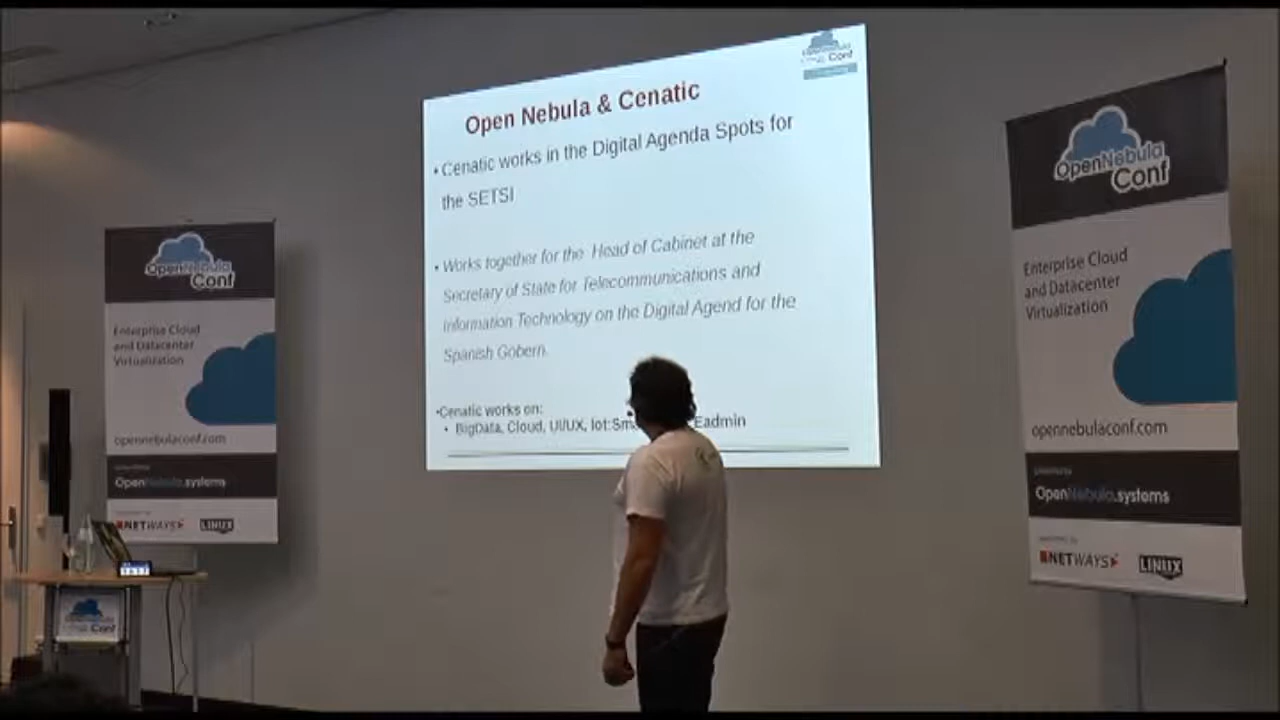 Open Nebula & Cenatic
• Cenatic works in the Digital Agenda Spots for
the SETSI
• Works together for the Head of Cabinet at the
Secretary of State for Telecommunications and
Information Technology on the Digital Agend for the
Spanish Gobern.
•Cenatic works on:
• BigData, Cloud, UI/UX, Iot:Sm Eadmin
OpenNebula
Conf
OpenNebula
Conf
Enterprise Cloud
and Datacenter
Virtualization
opennebulaconf.com
OpenNebula.systems
NETWAYS
LINUX
OpenNebula
Conf
Enterprise Cloud
and Datacenter
Virtualization
opennebulaconf.com
OpenNebula.systems
NETWAYS
LINUX
Conf